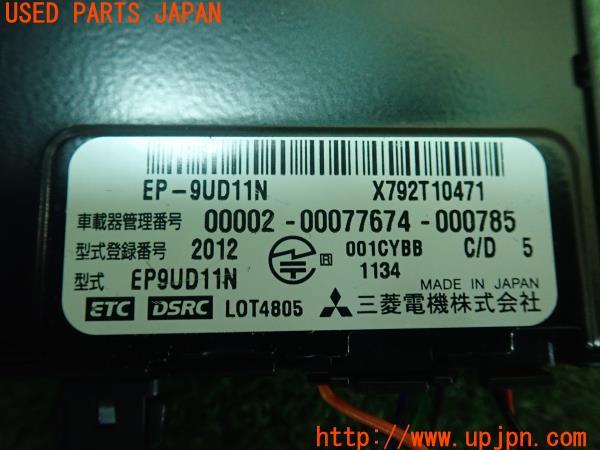 USED PARTS JAPAN
EP-9UD11N X792T10471
車載器管理番号 00002-00077674-000785
型式登録番号 2012 R 001CYBB C/D 5
型式 EP9UD11N 1134
MADE IN JAPAN
ETC DSRC LOT4805 三菱電機株式会社
http://www.upjpn.com